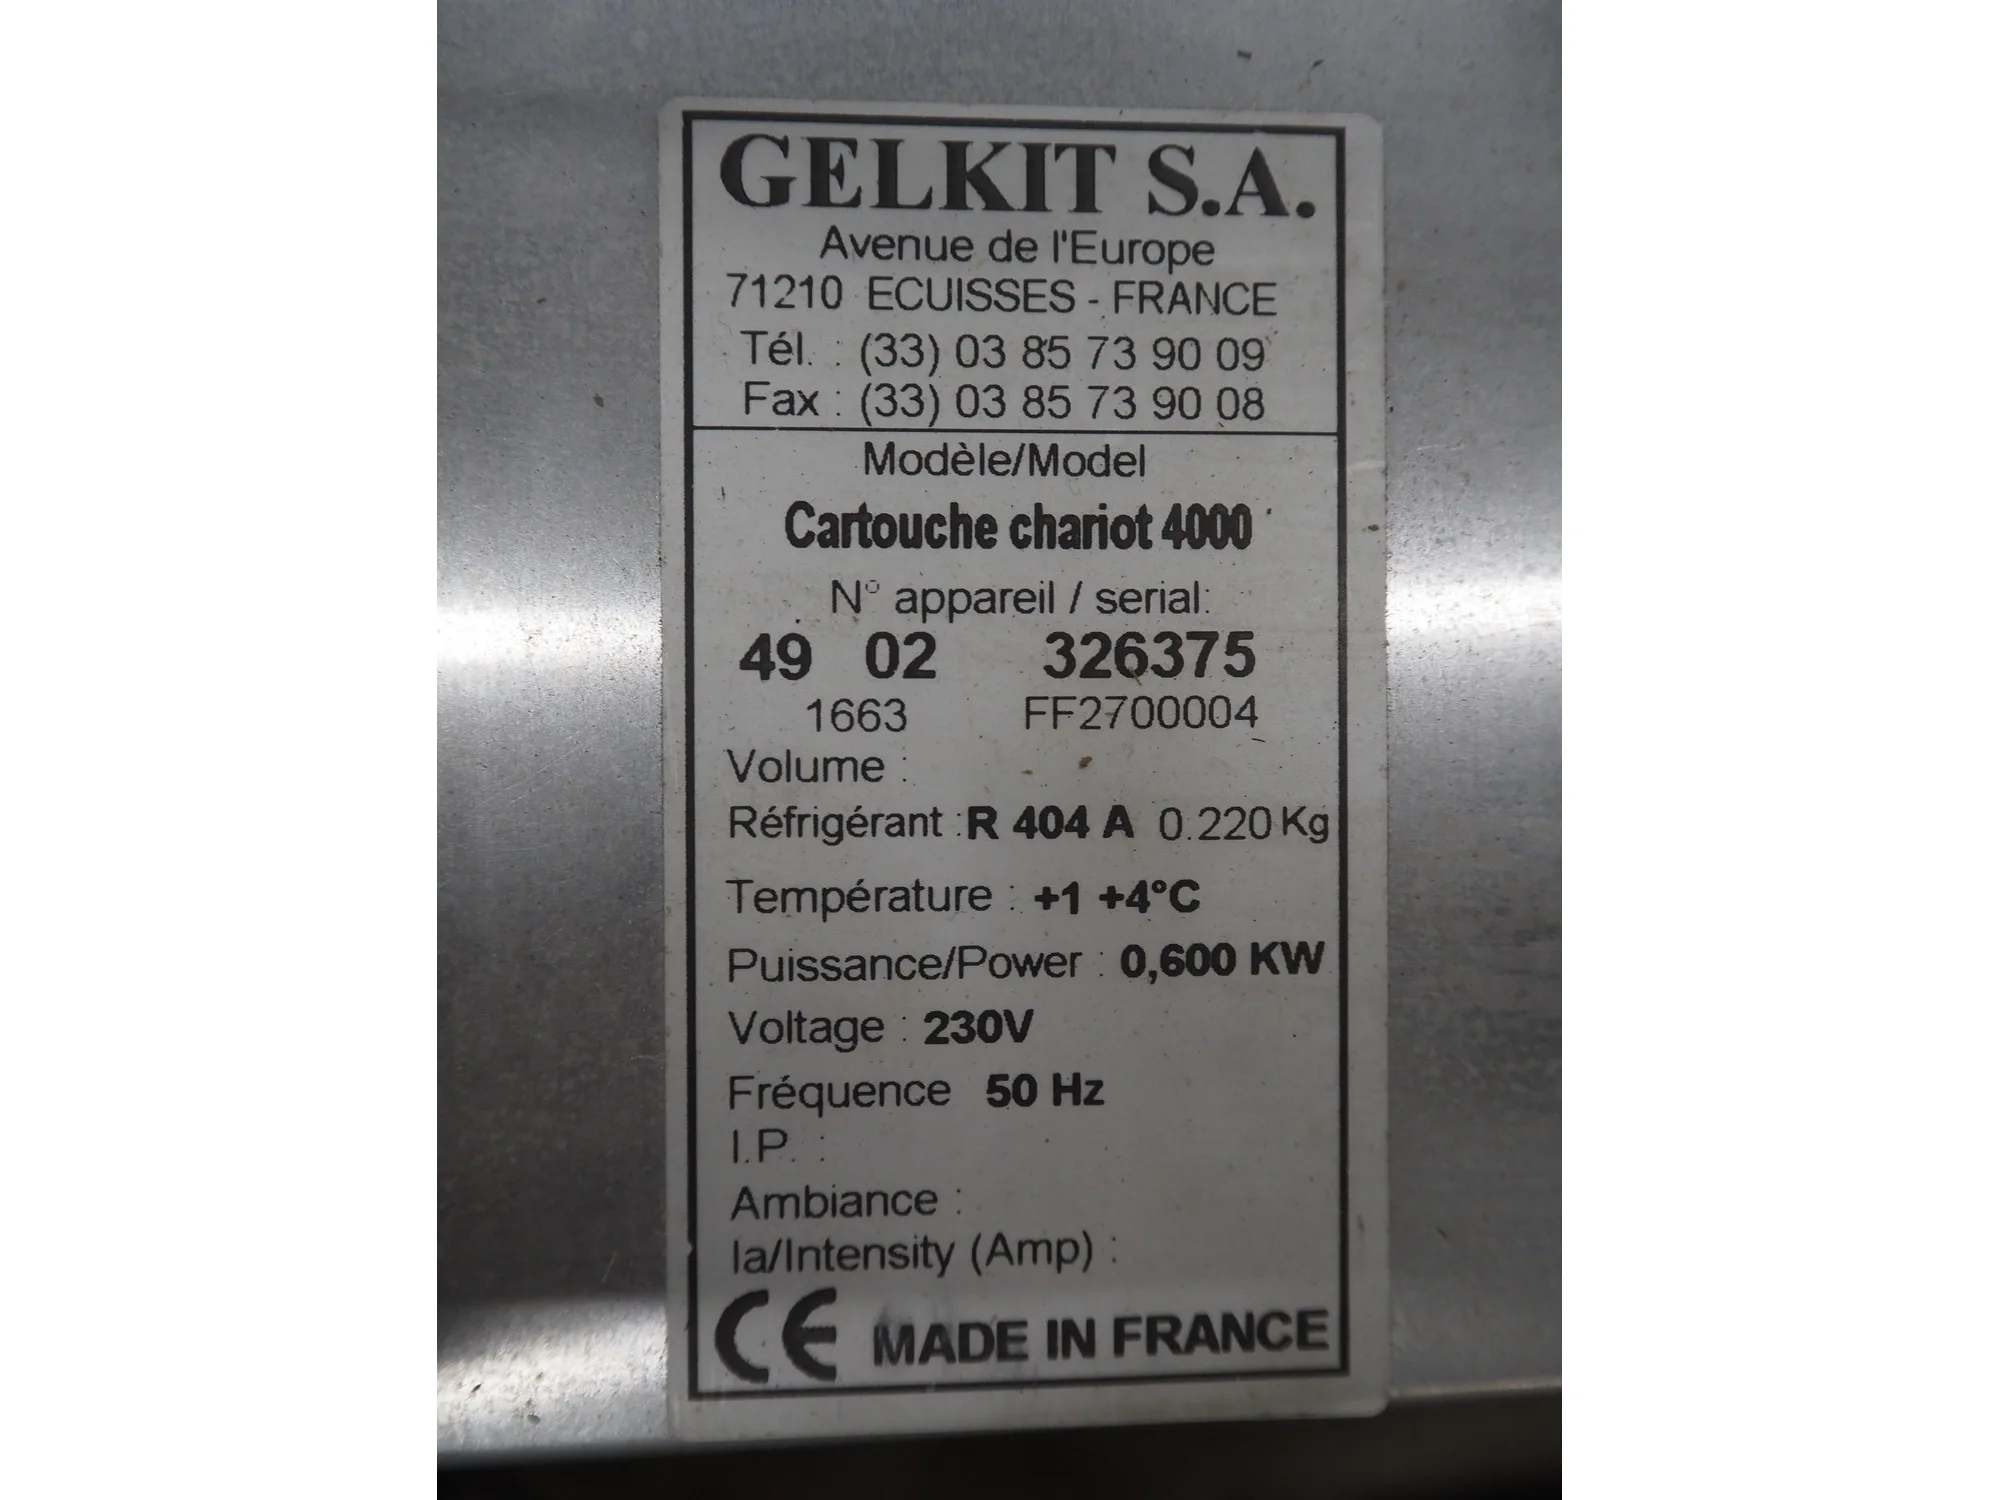 GELKIT S.A.
Avenue de l'Europe
71210 ECUISSES - FRANCE
Tél. : (33) 03 85 73 90 09
Fax : (33) 03 85 73 90 08
Modèle/Model
Cartouche chariot 4000
N° appareil / serial:
49 02 326375
1663 FF2700004
Volume :
Réfrigérant : R 404 A 0.220 Kg
Température : +1 +4°C
Puissance/Power : 0,600 KW
Voltage : 230V
Fréquence 50 Hz
I.P. :
Ambiance :
Ia/Intensity (Amp) :
CE MADE IN FRANCE